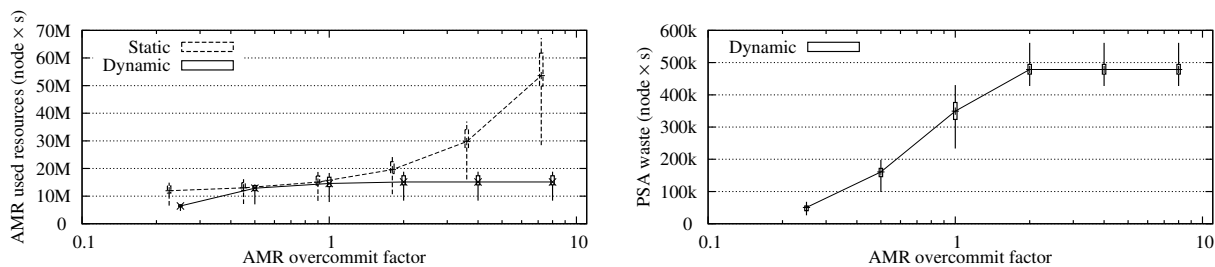 AMR used resources (node × s)
70M
60M
50M
40M
30M
20M
10M
0
Static
Dynamic
0.1
1
10
AMR overcommit factor
PSA waste (node × s)
600k
500k
400k
300k
200k
100k
0
Dynamic
0.1
1
10
AMR overcommit factor